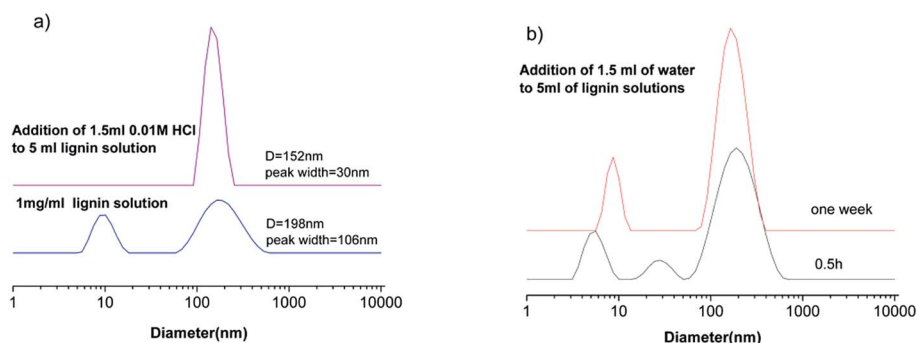 a)
Addition of 1.5ml 0.01M HCl
to 5 ml lignin solution
D=152nm
peak width=30nm
1mg/ml lignin solution
D=198nm
peak width=106nm
1 10 100 1000 10000
Diameter(nm)
b)
Addition of 1.5 ml of water
to 5ml of lignin solutions
one week
0.5h
1 10 100 1000 10000
Diameter(nm)